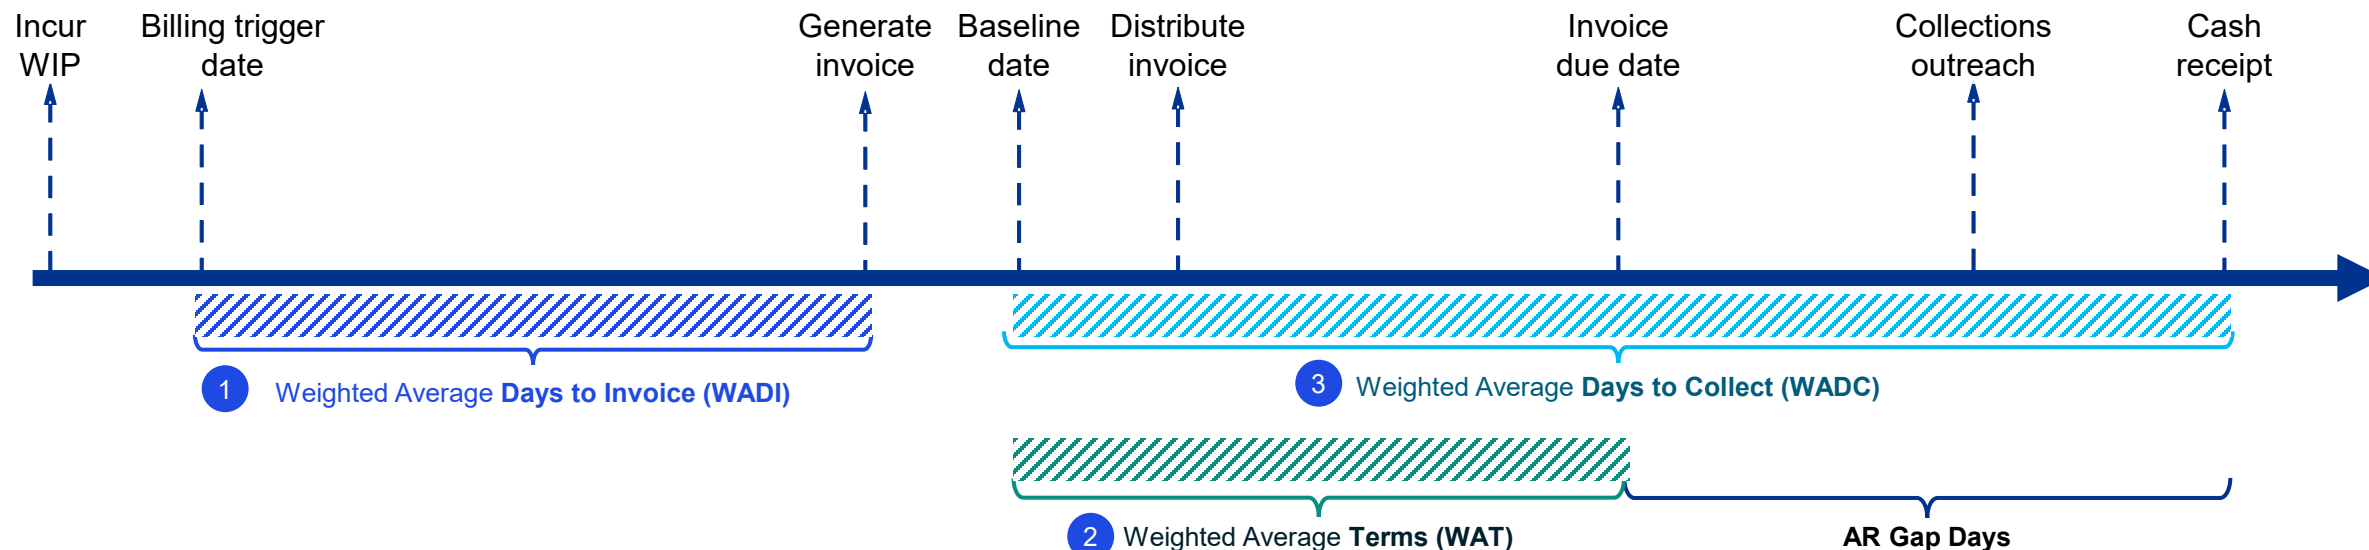 Incur
WIP
Billing trigger
date
Generate
invoice
Baseline
date
Distribute
invoice
Invoice
due date
Collections
outreach
Cash
receipt
1 Weighted Average Days to Invoice (WADI)
3 Weighted Average Days to Collect (WADC)
2 Weighted Average Terms (WAT)
AR Gap Days